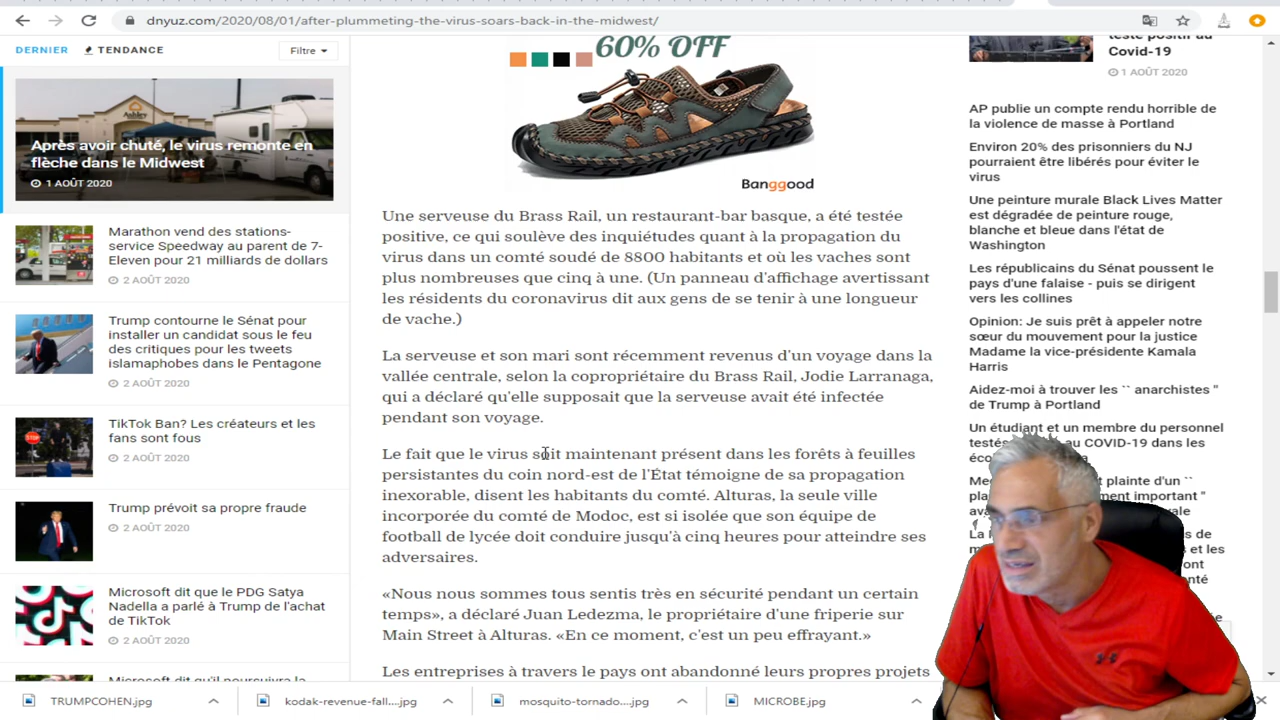 dnyuz.com/2020/08/01/after-plummeting-the-virus-soars-back-in-the-midwest/
DERNIER
TENDANCE
Filtre
Ashley
Après avoir chuté, le virus remonte en
flèche dans le Midwest
1 AOÛT 2020
Marathon vend des stations-
service Speedway au parent de 7-
Eleven pour 21 milliards de dollars
2 AOÛT 2020
Trump contourne le Sénat pour
installer un candidat sous le feu
des critiques pour les tweets
islamaphobes dans le Pentagone
2 AOÛT 2020
TikTok Ban? Les créateurs et les
fans sont fous
2 AOÛT 2020
Trump prévoit sa propre fraude
2 AOÛT 2020
Microsoft dit que le PDG Satya
Nadella a parlé à Trump de l'achat
de TikTok
2 AOÛT 2020
Microsoft dit qu'il poursuivra la
60% OFF
Banggood
Une serveuse du Brass Rail, un restaurant-bar basque, a été testée
positive, ce qui soulève des inquiétudes quant à la propagation du
virus dans un comté soudé de 8800 habitants et où les vaches sont
plus nombreuses que cinq à une. (Un panneau d'affichage avertissant
les résidents du coronavirus dit aux gens de se tenir à une longueur
de vache.)
La serveuse et son mari sont récemment revenus d'un voyage dans la
vallée centrale, selon la copropriétaire du Brass Rail, Jodie Larranaga,
qui a déclaré qu'elle supposait que la serveuse avait été infectée
pendant son voyage.
Le fait que le virus soit maintenant présent dans les forêts à feuilles
persistantes du coin nord-est de l'État témoigne de sa propagation
inexorable, disent les habitants du comté. Alturas, la seule ville
incorporée du comté de Modoc, est si isolée que son équipe de
football de lycée doit conduire jusqu'à cinq heures pour atteindre ses
adversaires.
«Nous nous sommes tous sentis très en sécurité pendant un certain
temps», a déclaré Juan Ledezma, le propriétaire d'une friperie sur
Main Street à Alturas. «En ce moment, c'est un peu effrayant.»
Les entreprises à travers le pays ont abandonné leurs propres projets
testé positif au
Covid-19
1 AOÛT 2020
AP publie un compte rendu horrible de
la violence de masse à Portland
Environ 20% des prisonniers du NJ
pourraient être libérés pour éviter le
virus
Une peinture murale Black Lives Matter
est dégradée de peinture rouge,
blanche et bleue dans l'état de
Washington
Les républicains du Sénat poussent le
pays d'une falaise - puis se dirigent
vers les collines
Opinion: Je suis prêt à appeler notre
sœur du mouvement pour la justice
Madame la vice-présidente Kamala
Harris
Aidez-moi à trouver les `` anarchistes "
de Trump à Portland
Un étudiant et un membre du personnel
au COVID-19 dans les
plainte d'un ``
important "
de
et les
TRUMPCOHEN.jpg
kodak-revenue-fall....jpg
mosquito-tornado....jpg
MICROBE.jpg